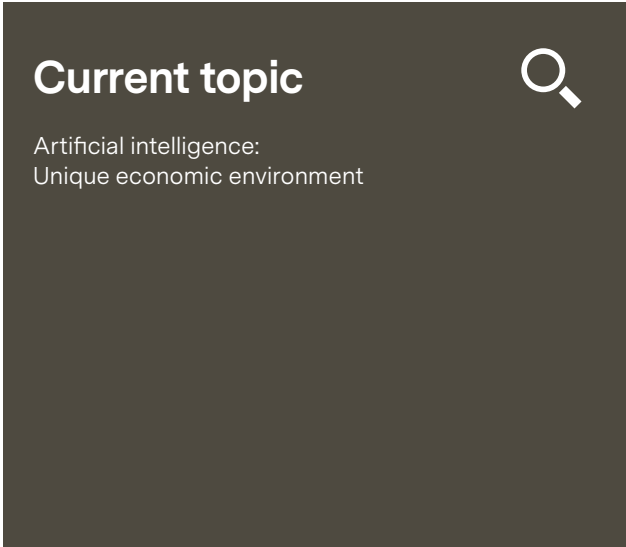 Current topic
Artificial intelligence:
Unique economic environment